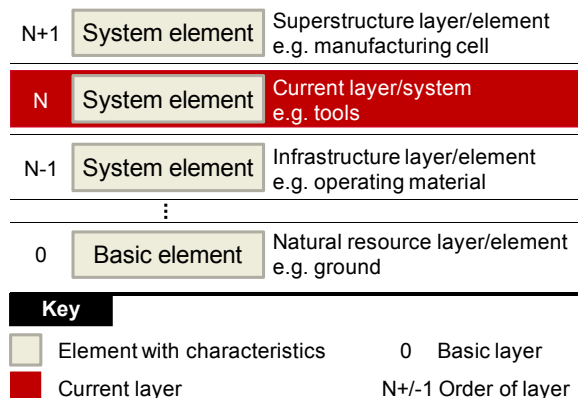 N+1 System element Superstructure layer/element
e.g. manufacturing cell
N System element Current layer/system
e.g. tools
N-1 System element Infrastructure layer/element
e.g. operating material
⋮
0 Basic element Natural resource layer/element
e.g. ground
Key
Element with characteristics 0 Basic layer
Current layer N+/-1 Order of layer